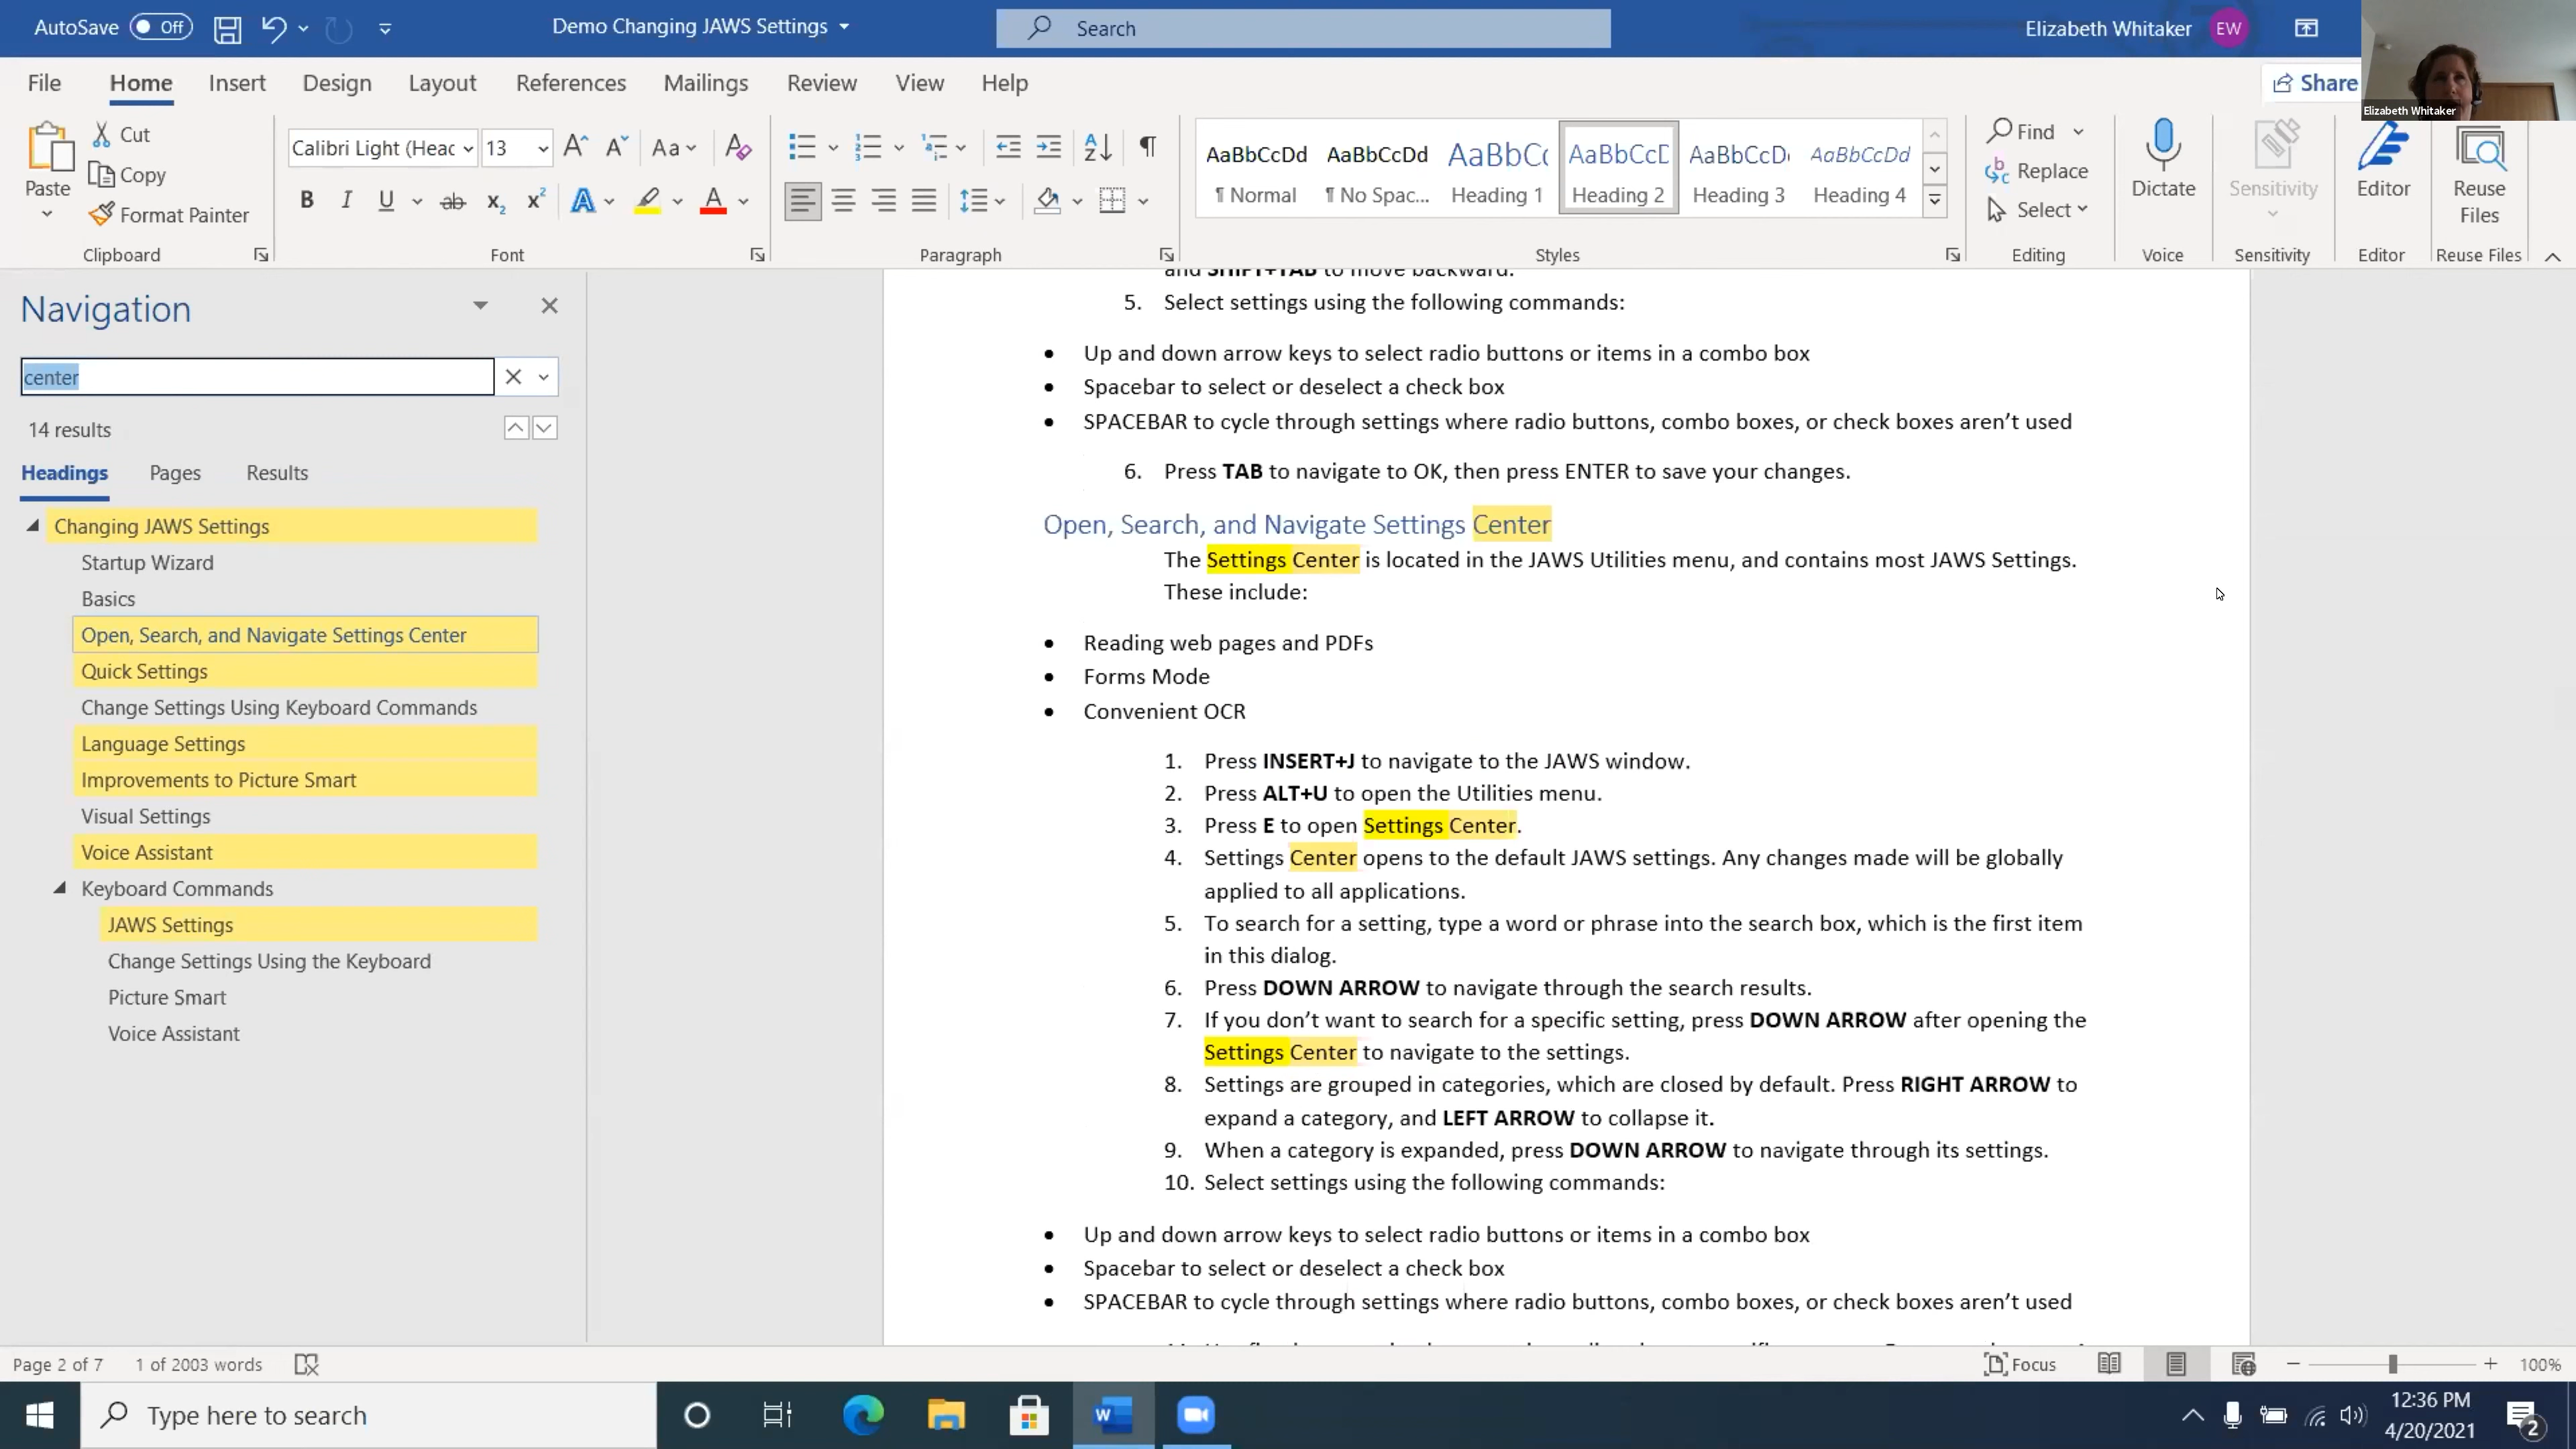 AutoSave Off
Demo Changing JAWS Settings
Search
Elizabeth Whitaker EW
File Home Insert Design Layout References Mailings Review View Help
Share
Elizabeth Whitaker
Paste
Cut
Copy
Format Painter
Clipboard
Calibri Light (Head
13
Font
Paragraph
AaBbCcDd AaBbCcDd AaBbCc AaBbCcD AaBbCcD AaBbCcDd
¶ Normal ¶ No Spac... Heading 1 Heading 2 Heading 3 Heading 4
Styles
Find
Replace
Select
Editing
Dictate
Voice
Sensitivity
Sensitivity
Editor
Editor
Reuse
Files
Reuse Files
Navigation
center
14 results
Headings Pages Results
Changing JAWS Settings
Startup Wizard
Basics
Open, Search, and Navigate Settings Center
Quick Settings
Change Settings Using Keyboard Commands
Language Settings
Improvements to Picture Smart
Visual Settings
Voice Assistant
Keyboard Commands
JAWS Settings
Change Settings Using the Keyboard
Picture Smart
Voice Assistant
and SHIFT+TAB to move backward.
5. Select settings using the following commands:
• Up and down arrow keys to select radio buttons or items in a combo box
• Spacebar to select or deselect a check box
• SPACEBAR to cycle through settings where radio buttons, combo boxes, or check boxes aren’t used
6. Press TAB to navigate to OK, then press ENTER to save your changes.
Open, Search, and Navigate Settings Center
The Settings Center is located in the JAWS Utilities menu, and contains most JAWS Settings.
These include:
• Reading web pages and PDFs
• Forms Mode
• Convenient OCR
1. Press INSERT+J to navigate to the JAWS window.
2. Press ALT+U to open the Utilities menu.
3. Press E to open Settings Center.
4. Settings Center opens to the default JAWS settings. Any changes made will be globally
applied to all applications.
5. To search for a setting, type a word or phrase into the search box, which is the first item
in this dialog.
6. Press DOWN ARROW to navigate through the search results.
7. If you don’t want to search for a specific setting, press DOWN ARROW after opening the
Settings Center to navigate to the settings.
8. Settings are grouped in categories, which are closed by default. Press RIGHT ARROW to
expand a category, and LEFT ARROW to collapse it.
9. When a category is expanded, press DOWN ARROW to navigate through its settings.
10. Select settings using the following commands:
• Up and down arrow keys to select radio buttons or items in a combo box
• Spacebar to select or deselect a check box
• SPACEBAR to cycle through settings where radio buttons, combo boxes, or check boxes aren’t used
Page 2 of 7 1 of 2003 words
Focus
100%
Type here to search
12:36 PM
4/20/2021
2